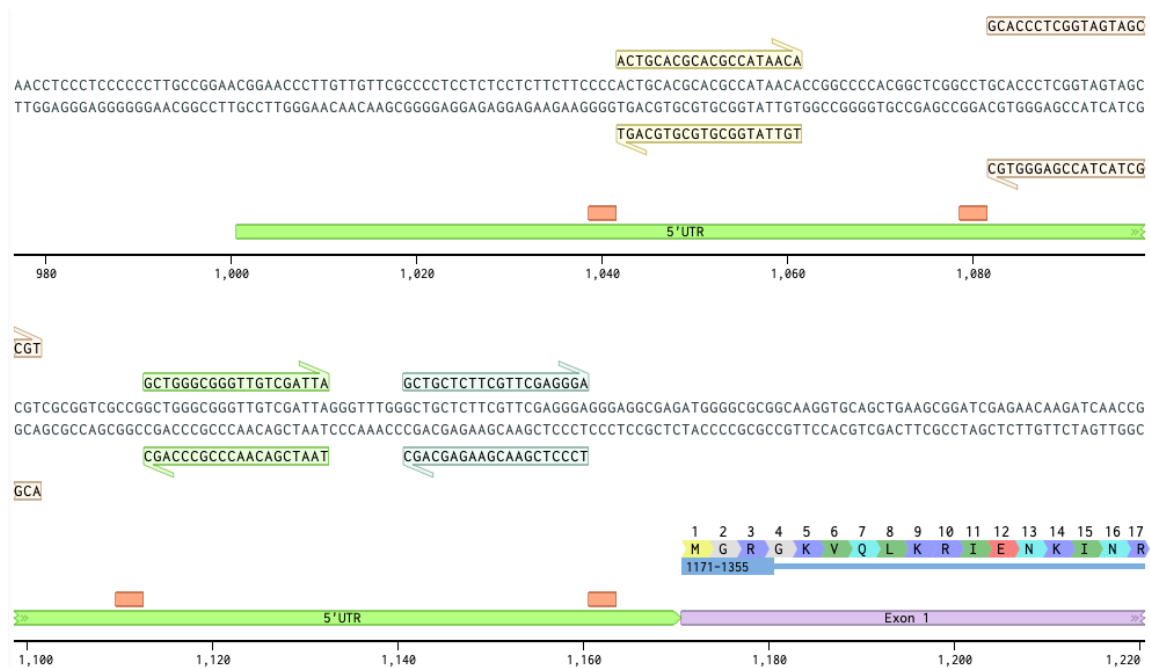 GCACCCTCGGTAGTAGC
ACTGCACGCACGCCATAACA
AACCTCCCTCCCCCCTTGCCGGAACGGAACCCTTGTTGTTCGCCCCTCCTCTCCTCTTCTTCCCCACTGCACGCACGCCATAACACCGGCCCCACGGCTCGGCCTGCACCCTCGGTAGTAGC
TTGGAGGGAGGGGGGAACGGCCTTGCCTTGGGAACAACAAGCGGGGAGGAGAGGAGAAGAAGGGGTGACGTGCGTGCGGTATTGTGGCCGGGGTGCCGAGCCGGACGTGGGAGCCATCATCG
TGACGTGCGTGCGGTATTGT
CGTGGGAGCCATCATCG
5'UTR
980 1,000 1,020 1,040 1,060 1,080
CGT
GCTGGGCGGGTTGTCGATTA GCTGCTCTTCGTTCGAGGGA
CGTCGCGGTCGCCGGCTGGGCGGGTTGTCGATTAGGGTTTGGGCTGCTCTTCGTTCGAGGGAGGGAGGCGAGATGGGGCGCGGCAAGGTGCAGCTGAAGCGGATCGAGAACAAGATCAACCG
GCAGCGCCAGCGGCCGACCCGCCCAACAGCTAATCCCAAACCCGACGAGAAGCAAGCTCCCTCCCTCCGCTCTACCCCGCGCCGTTCCACGTCGACTTCGCCTAGCTCTTGTTCTAGTTGGC
CGACCCGCCCAACAGCTAAT CGACGAGAAGCAAGCTCCCT
GCA
1 2 3 4 5 6 7 8 9 10 11 12 13 14 15 16 17
M G R G K V Q L K R I E N K I N R
1171-1355
5'UTR Exon 1
1,100 1,120 1,140 1,160 1,180 1,200 1,220